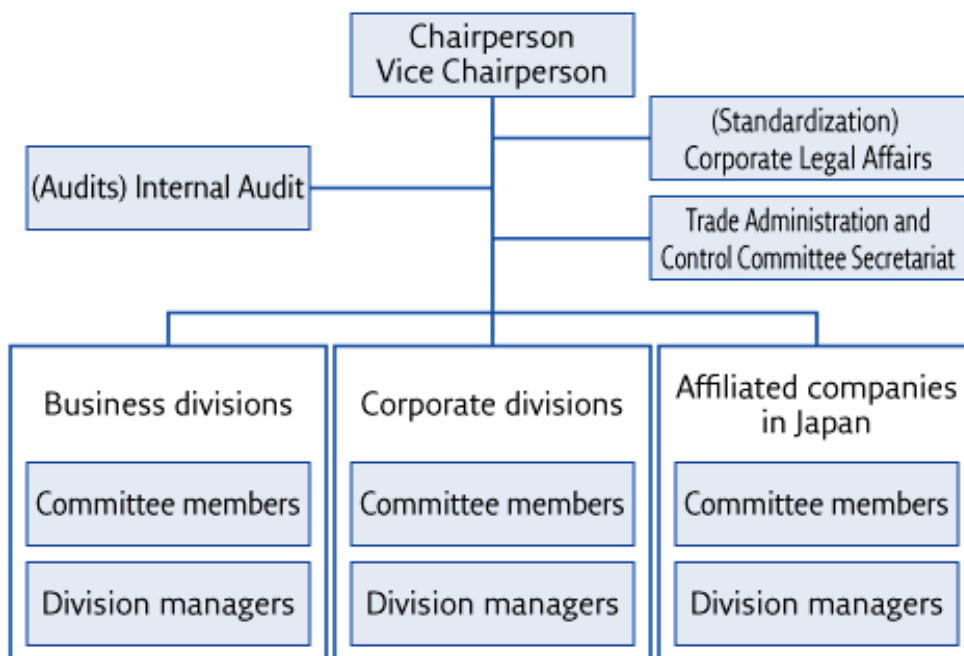 Chairperson
Vice Chairperson
(Standardization)
Corporate Legal Affairs
(Audits) Internal Audit
Trade Administration and
Control Committee Secretariat
Business divisions
Committee members
Division managers
Corporate divisions
Committee members
Division managers
Affiliated companies
in Japan
Committee members
Division managers